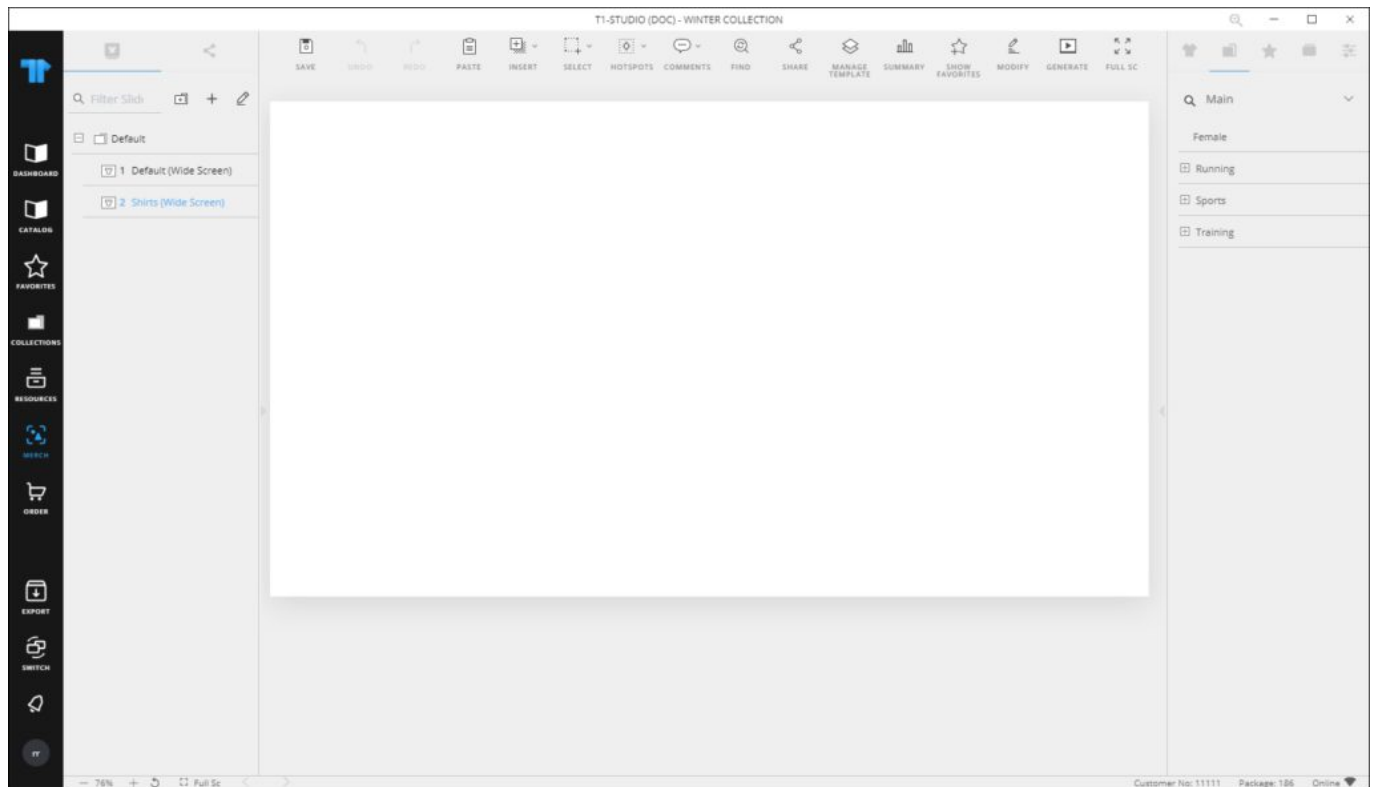 T1-STUDIO (DOC) - WINTER COLLECTION
SAVE
UNDO
REDO
PASTE
INSERT
SELECT
HOTSPOTS
COMMENTS
FIND
SHARE
MANAGE TEMPLATE
SUMMARY
SHOW FAVORITES
MODIFY
GENERATE
FULL SC
DASHBOARD
CATALOG
FAVORITES
COLLECTIONS
RESOURCES
MERCH
ORDER
EXPORT
SWITCH
Filter Slid
Default
1 Default (Wide Screen)
2 Shirts (Wide Screen)
Main
Female
Running
Sports
Training
76%
Full Sc
Customer No: 11111 Package: 186 Online